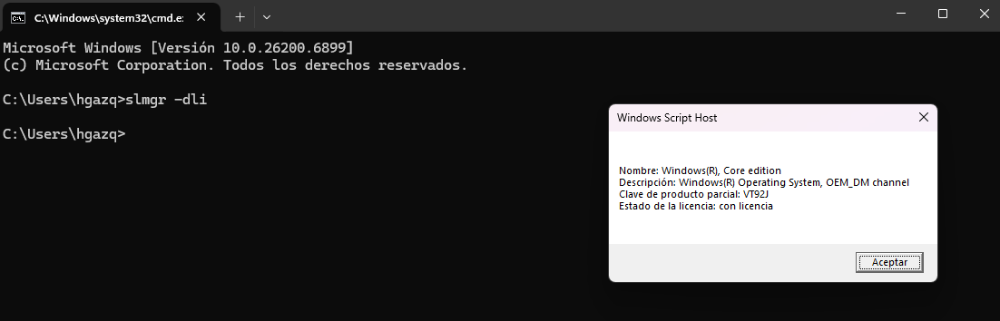 C:\Windows\system32\cmd.e
Microsoft Windows [Versión 10.0.26200.6899]
(c) Microsoft Corporation. Todos los derechos reservados.
C:\Users\hgazq>slmgr -dli
C:\Users\hgazq>
Windows Script Host
Nombre: Windows(R), Core edition
Descripción: Windows(R) Operating System, OEM_DM channel
Clave de producto parcial: VT92J
Estado de la licencia: con licencia
Aceptar